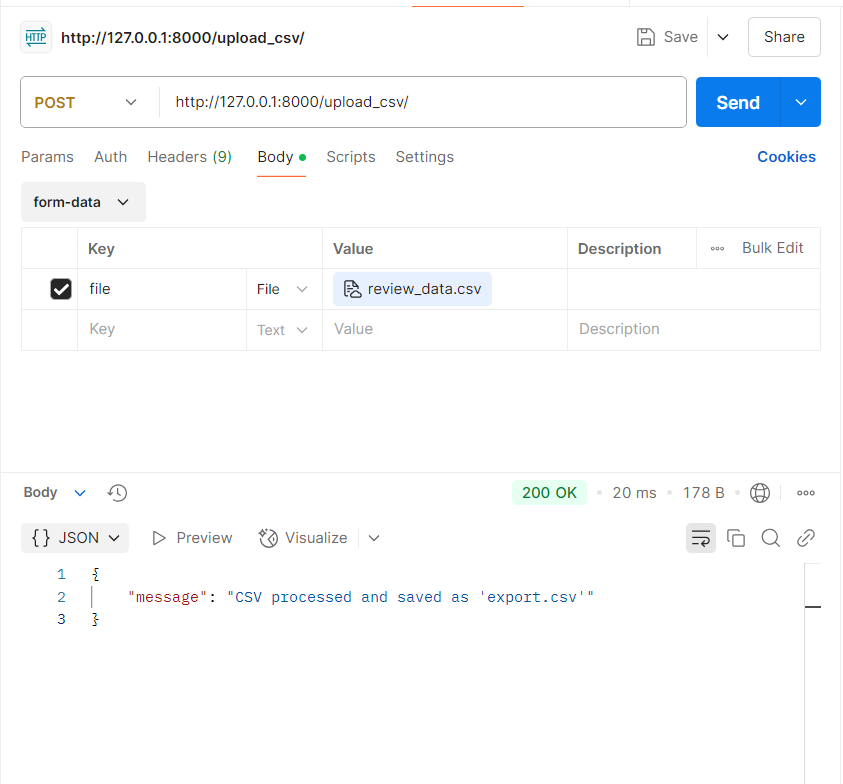 HTTP http://127.0.0.1:8000/upload_csv/ Save Share
POST http://127.0.0.1:8000/upload_csv/ Send
Params Auth Headers (9) Body Scripts Settings Cookies
form-data
Key Value Description Bulk Edit
file File review_data.csv
Key Text Value Description
Body 200 OK 20 ms 178 B
{} JSON Preview Visualize
1 {
2 "message": "CSV processed and saved as 'export.csv'"
3 }